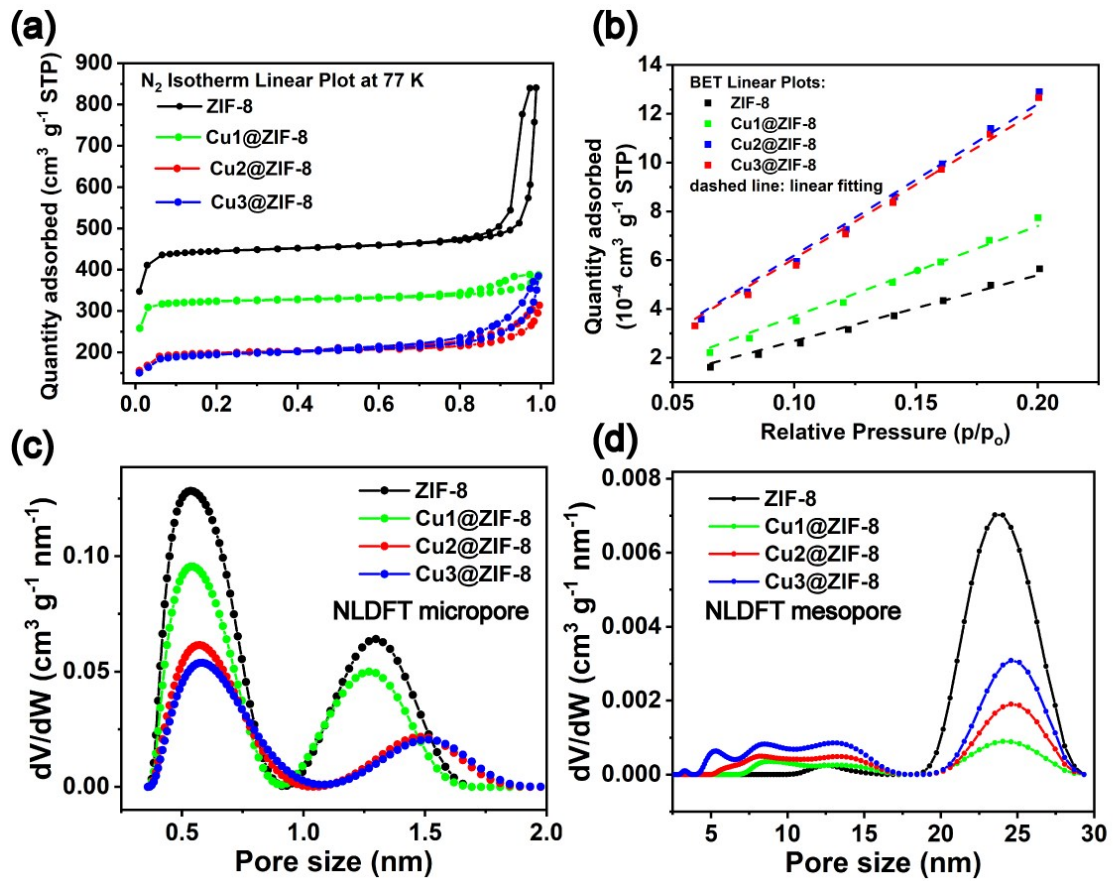 (a)
Quantity adsorbed (cm³ g⁻¹ STP)
900
800
700
600
500
400
300
200
N₂ Isotherm Linear Plot at 77 K
ZIF-8
Cu1@ZIF-8
Cu2@ZIF-8
Cu3@ZIF-8
0.0 0.2 0.4 0.6 0.8 1.0
(b)
Quantity adsorbed
(10⁻⁴ cm³ g⁻¹ STP)
14
12
10
8
6
4
2
BET Linear Plots:
ZIF-8
Cu1@ZIF-8
Cu2@ZIF-8
Cu3@ZIF-8
dashed line: linear fitting
0.05 0.10 0.15 0.20
Relative Pressure (p/pₒ)
(c)
dV/dW (cm³ g⁻¹ nm⁻¹)
0.10
0.05
0.00
ZIF-8
Cu1@ZIF-8
Cu2@ZIF-8
Cu3@ZIF-8
NLDFT micropore
0.5 1.0 1.5 2.0
Pore size (nm)
(d)
dV/dW (cm³ g⁻¹ nm⁻¹)
0.008
0.006
0.004
0.002
0.000
ZIF-8
Cu1@ZIF-8
Cu2@ZIF-8
Cu3@ZIF-8
NLDFT mesopore
5 10 15 20 25 30
Pore size (nm)